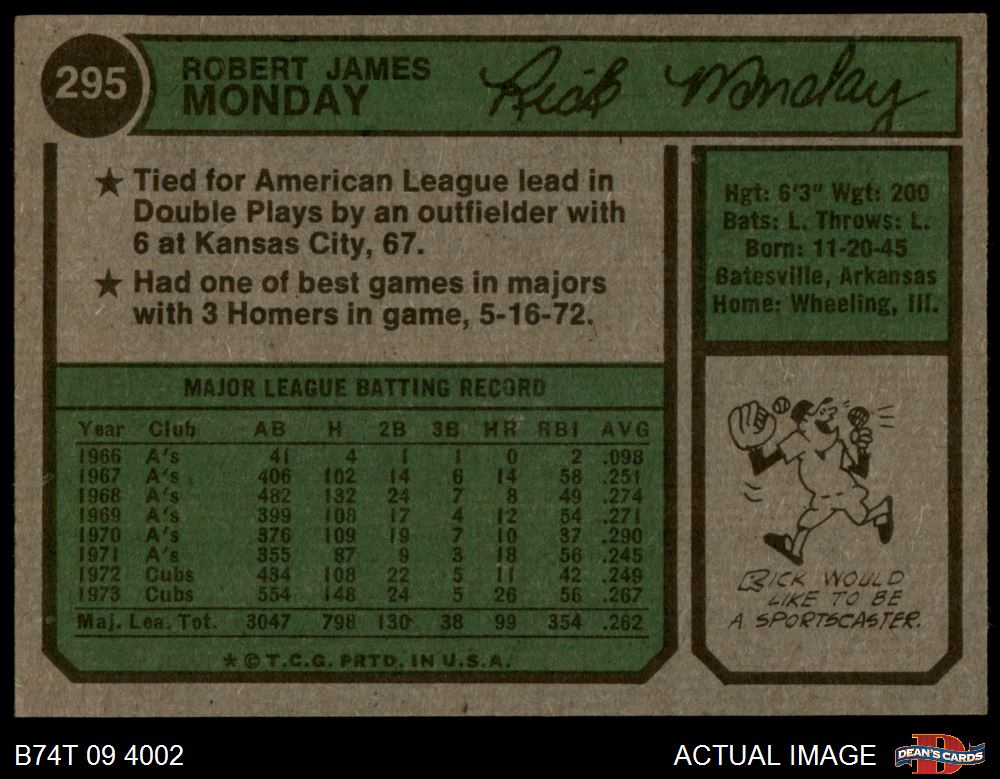 295
ROBERT JAMES
MONDAY
Rick Monday
★ Tied for American League lead in
Double Plays by an outfielder with
6 at Kansas City, 67.
★ Had one of best games in majors
with 3 Homers in game, 5-16-72.
Hgt: 6'3" Wgt: 200
Bats: L. Throws: L.
Born: 11-20-45
Batesville, Arkansas
Home: Wheeling, Ill.
MAJOR LEAGUE BATTING RECORD
Year Club AB H 2B 3B HR RBI AVG
1966 A's 41 4 1 1 0 2 .098
1967 A's 406 102 14 6 14 58 .251
1968 A's 482 132 24 7 8 49 .274
1969 A's 399 108 17 4 12 54 .271
1970 A's 376 109 19 7 10 37 .290
1971 A's 355 87 9 3 18 56 .245
1972 Cubs 434 108 22 5 11 42 .249
1973 Cubs 554 148 24 5 26 56 .267
Maj. Lea. Tot. 3047 798 130 38 99 354 .262
★ © T.C.G. PRTD. IN U.S.A.
RICK WOULD
LIKE TO BE
A SPORTSCASTER.
B74T 09 4002
ACTUAL IMAGE
DEAN'S CARDS